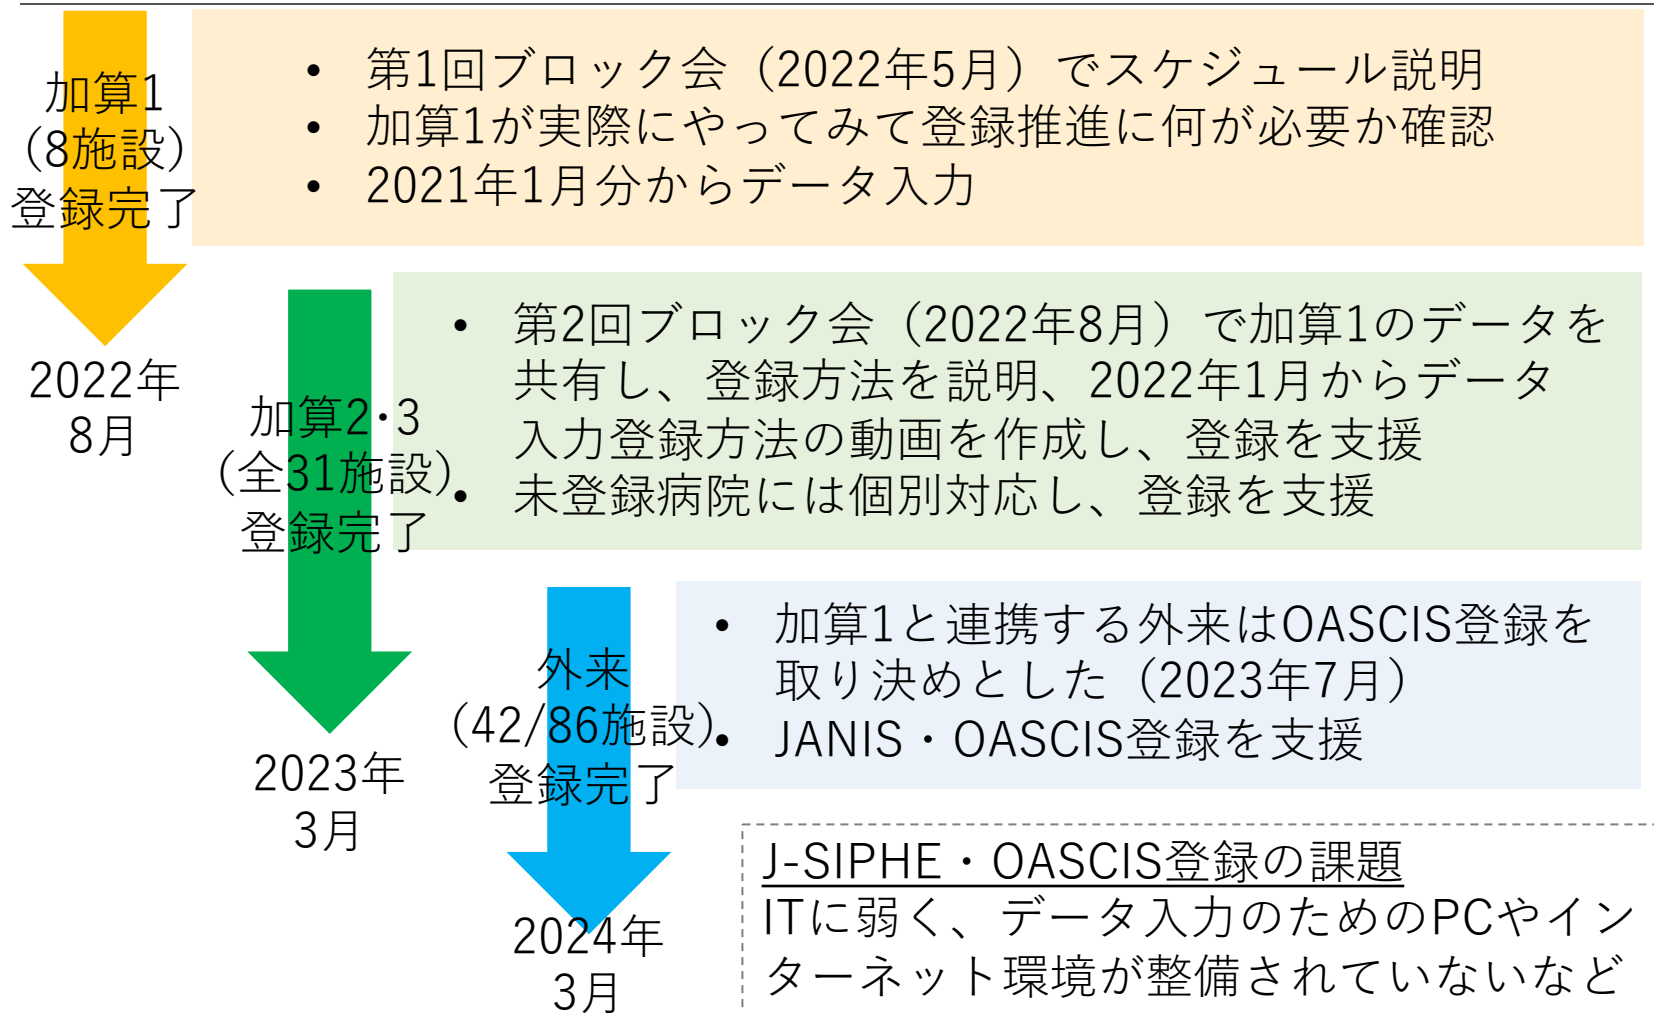 加算1
(8施設)
登録完了
• 第1回ブロック会（2022年5月）でスケジュール説明
• 加算1が実際にやってみて登録推進に何が必要か確認
• 2021年1月分からデータ入力
2022年
8月
加算2･3
(全31施設)
登録完了
• 第2回ブロック会（2022年8月）で加算1のデータを
共有し、登録方法を説明、2022年1月からデータ
入力登録方法の動画を作成し、登録を支援
• 未登録病院には個別対応し、登録を支援
2023年
3月
外来
(42/86施設)
登録完了
• 加算1と連携する外来はOASCIS登録を
取り決めとした（2023年7月）
• JANIS・OASCIS登録を支援
2024年
3月
J-SIPHE・OASCIS登録の課題
ITに弱く、データ入力のためのPCやイン
ターネット環境が整備されていないなど